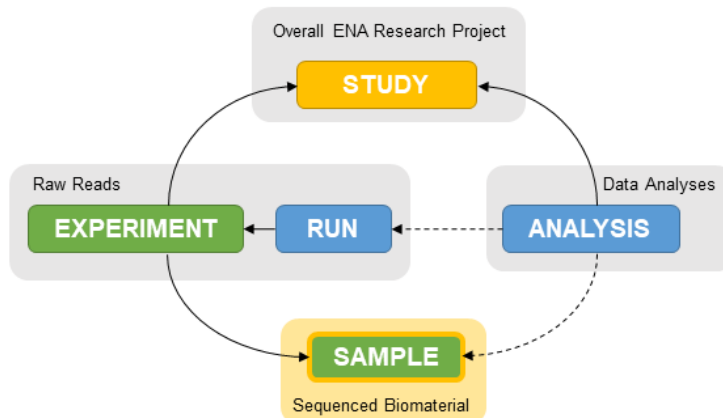 Overall ENA Research Project
STUDY
Raw Reads
Data Analyses
EXPERIMENT
RUN
ANALYSIS
SAMPLE
Sequenced Biomaterial